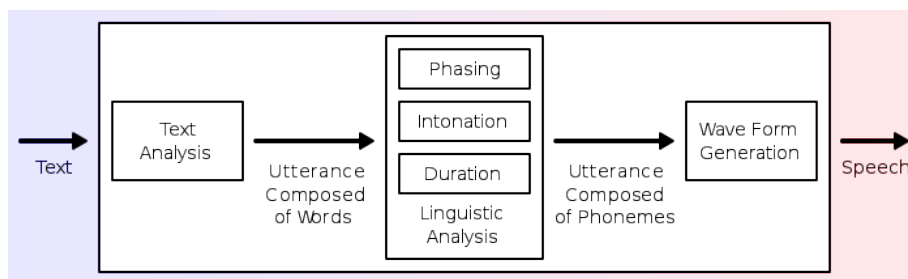 Text
Text
Analysis
Utterance
Composed
of Words
Phasing
Intonation
Duration
Linguistic
Analysis
Utterance
Composed
of Phonemes
Wave Form
Generation
Speech